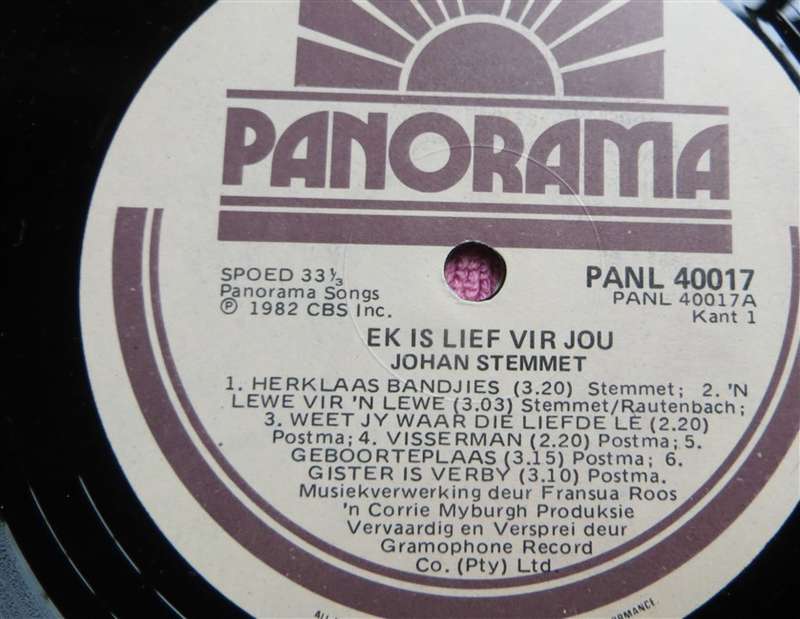 PANORAMA
SPOED 33⅓
Panorama Songs
℗ 1982 CBS Inc.
PANL 40017
PANL 40017A
Kant 1
EK IS LIEF VIR JOU
JOHAN STEMMET
1. HERKLAAS BANDJIES (3.20) Stemmet; 2. 'N
LEWE VIR 'N LEWE (3.03) Stemmet/Rautenbach;
3. WEET JY WAAR DIE LIEFDE LÊ (2.20)
Postma; 4. VISSERMAN (2.20) Postma; 5.
GEBOORTEPLAAS (3.15) Postma; 6.
GISTER IS VERBY (3.10) Postma.
Musiekverwerking deur Fransua Roos
'n Corrie Myburgh Produksie
Vervaardig en Versprei deur
Gramophone Record
Co. (Pty) Ltd.